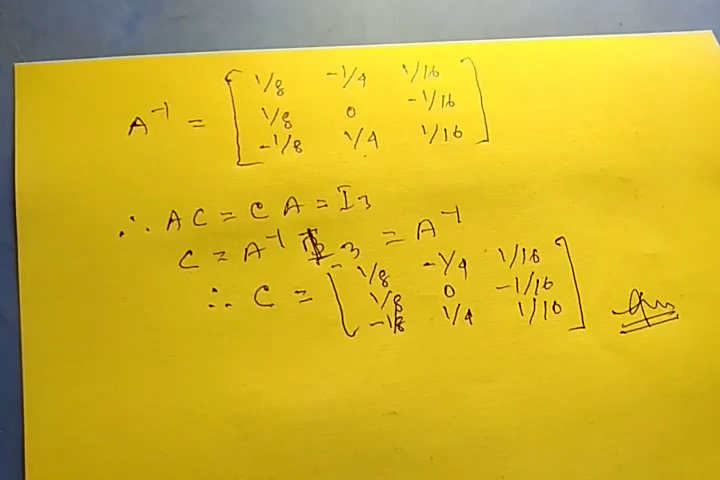 1/8 -1/4 1/16
A⁻¹ = 1/8 0 -1/16
-1/8 1/4 1/16
∴ AC = CA = I₃
C = A⁻¹ I₃ = A⁻¹
1/8 -1/4 1/16
∴ C = 1/8 0 -1/16
-1/8 1/4 1/16